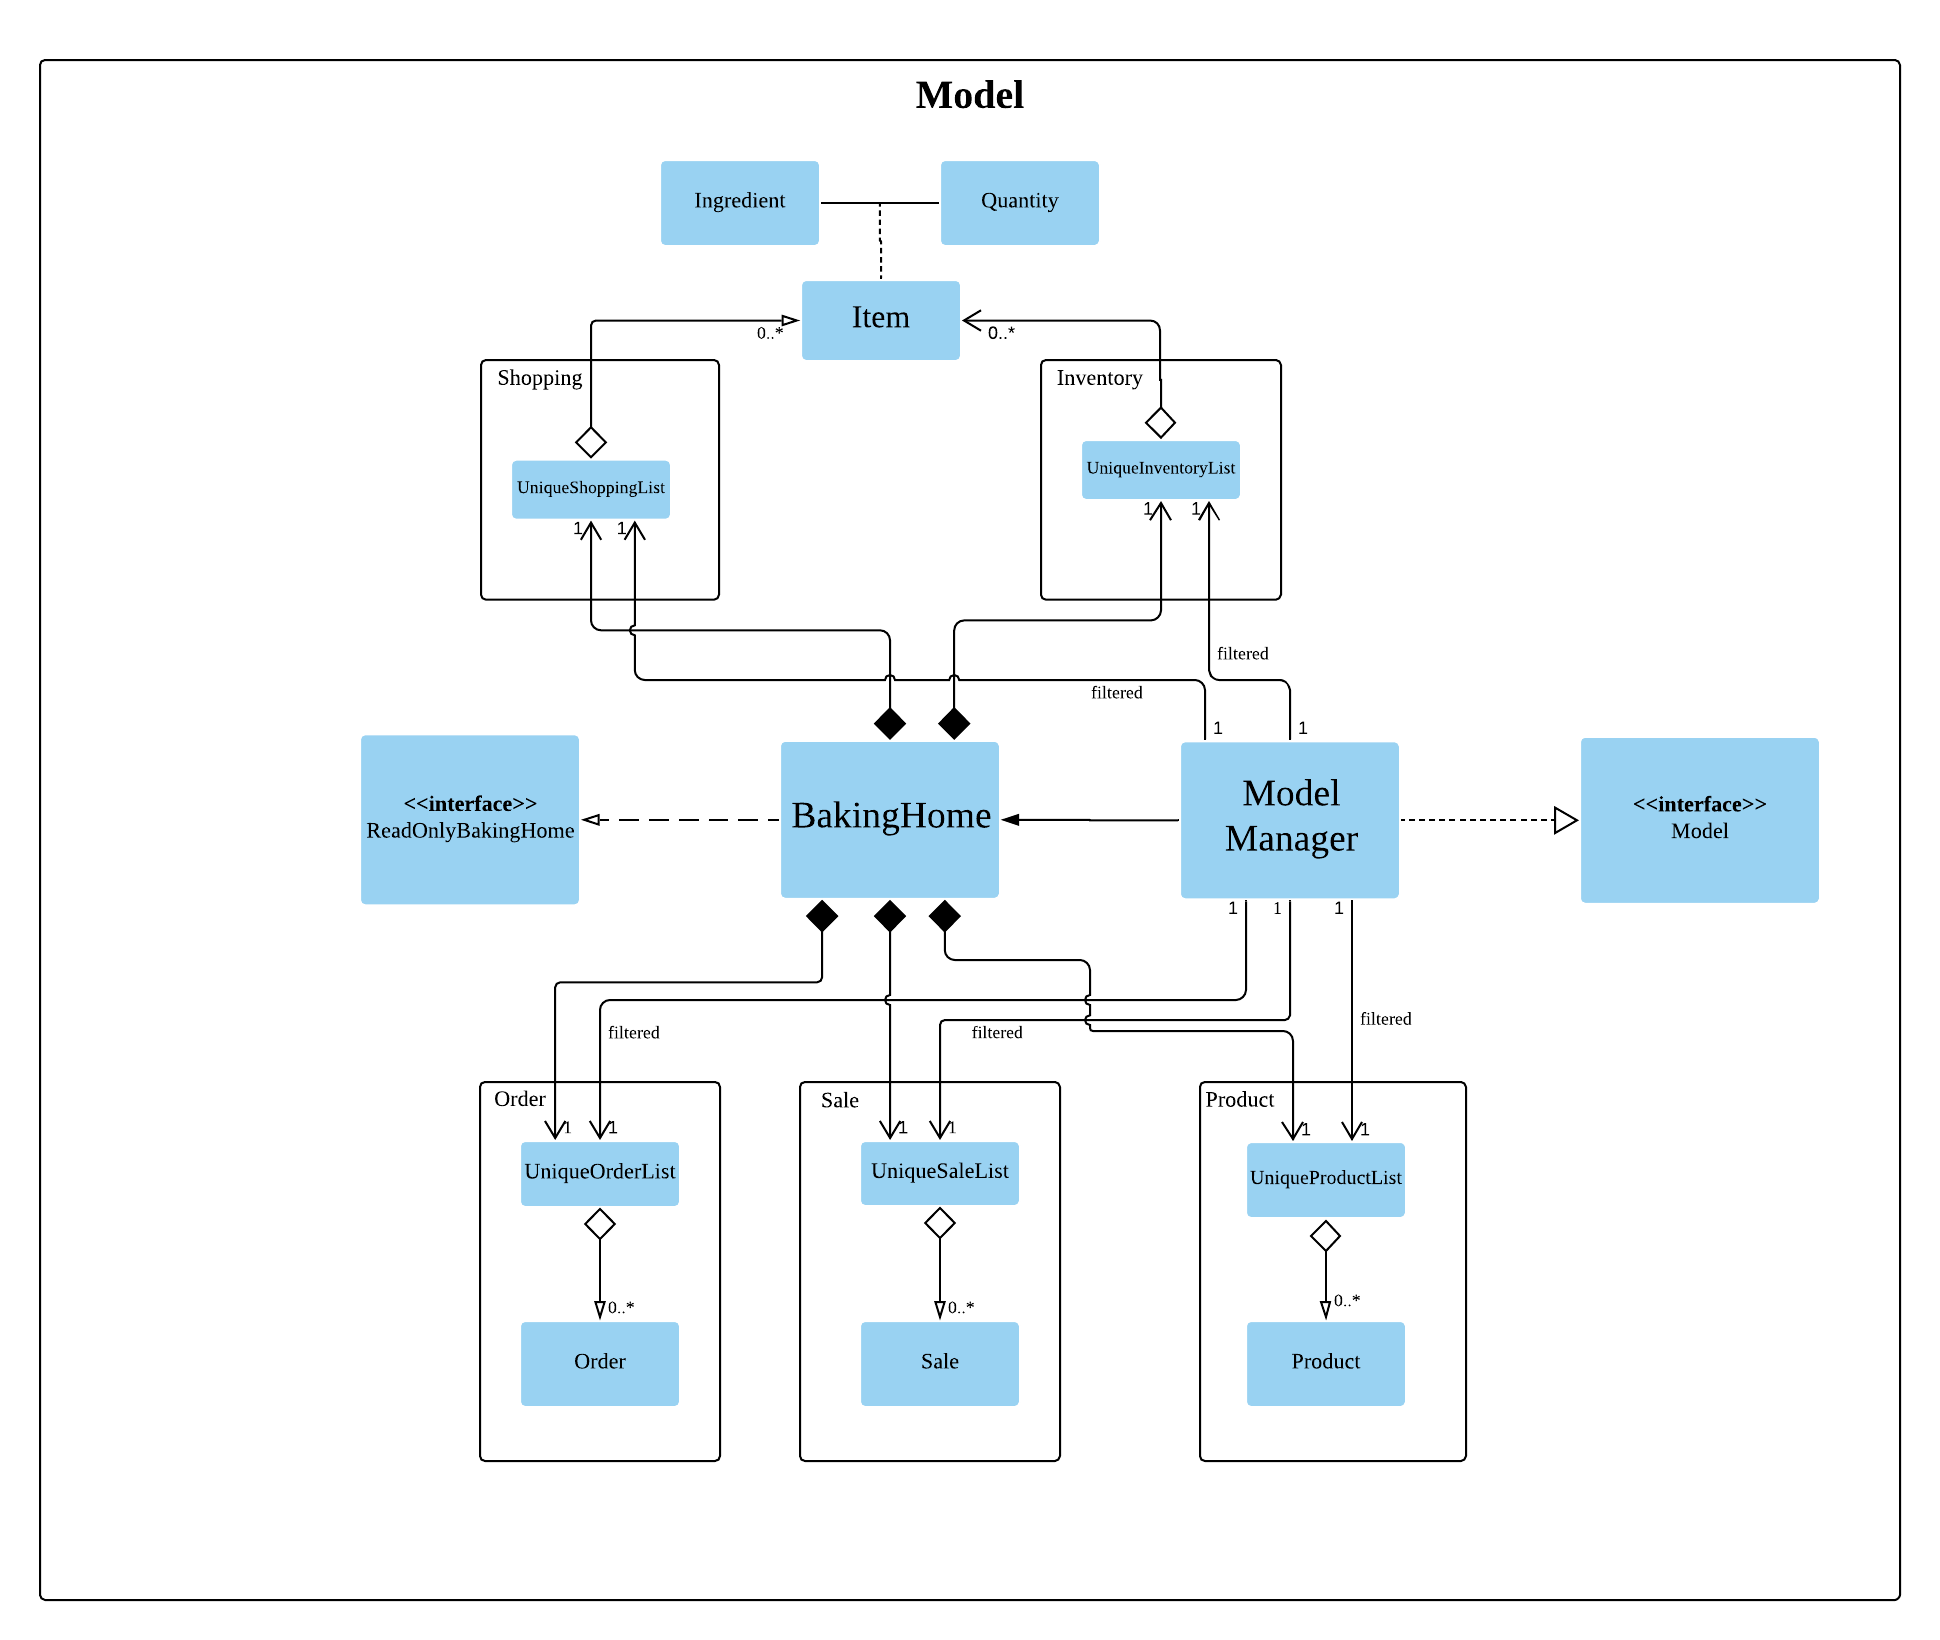 Model
Ingredient
Quantity
Item
0..*
0..*
Shopping
Inventory
UniqueInventoryList
UniqueShoppingList
1
1
1
1
filtered
filtered
1
1
<<interface>>
ReadOnlyBakingHome
BakingHome
Model
Manager
<<interface>>
Model
1
1
1
filtered
filtered
filtered
Order
Sale
Product
1
1
1
1
1
1
UniqueOrderList
UniqueSaleList
UniqueProductList
0..*
0..*
0..*
Order
Sale
Product